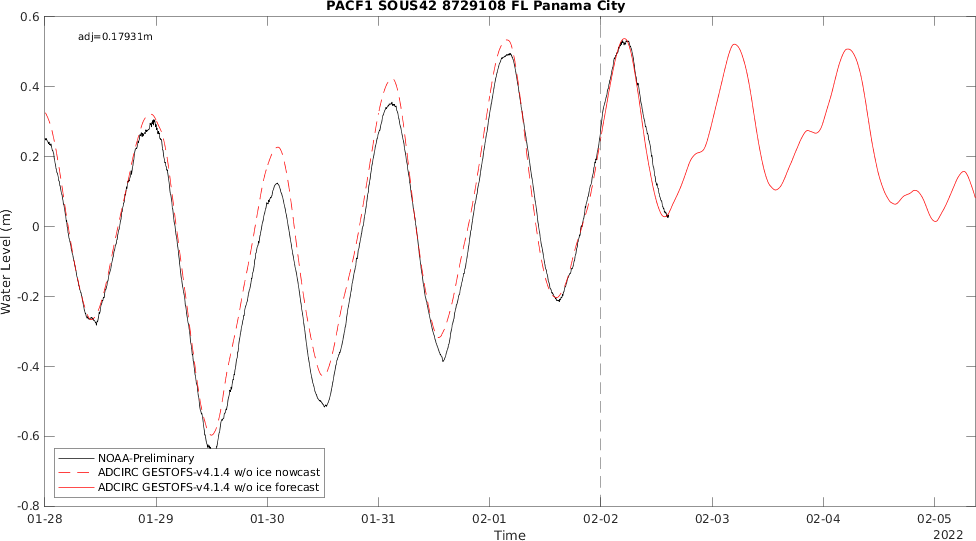 PACF1 SOUS42 8729108 FL Panama City
adj=0.17931m
0.6
0.4
0.2
0
-0.2
-0.4
-0.6
-0.8
Water Level (m)
NOAA-Preliminary
ADCIRC GESTOFS-v4.1.4 w/o ice nowcast
ADCIRC GESTOFS-v4.1.4 w/o ice forecast
01-28 01-29 01-30 01-31 02-01 02-02 02-03 02-04 02-05
Time
2022